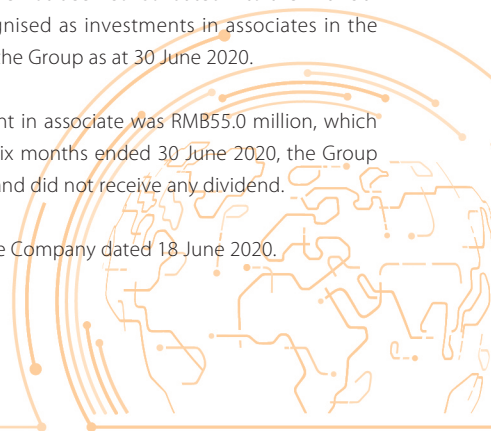 gnised as investments in associates in the
he Group as at 30 June 2020.
nt in associate was RMB55.0 million, which
ix months ended 30 June 2020, the Group
and did not receive any dividend.
e Company dated 18 June 2020.